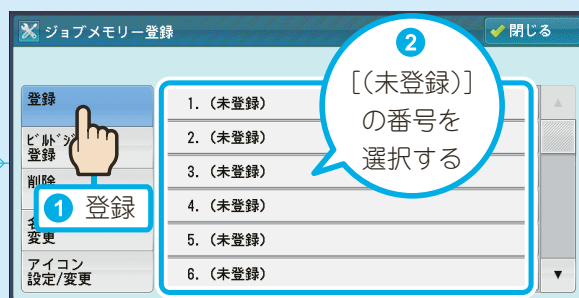 ジョブメモリー登録
閉じる
登録
ﾋﾞﾙﾄﾞｼﾞ
登録
削除
変更
アイコン
設定/変更
1. (未登録)
2. (未登録)
3. (未登録)
4. (未登録)
5. (未登録)
6. (未登録)
1 登録
2
[(未登録)]
の番号を
選択する